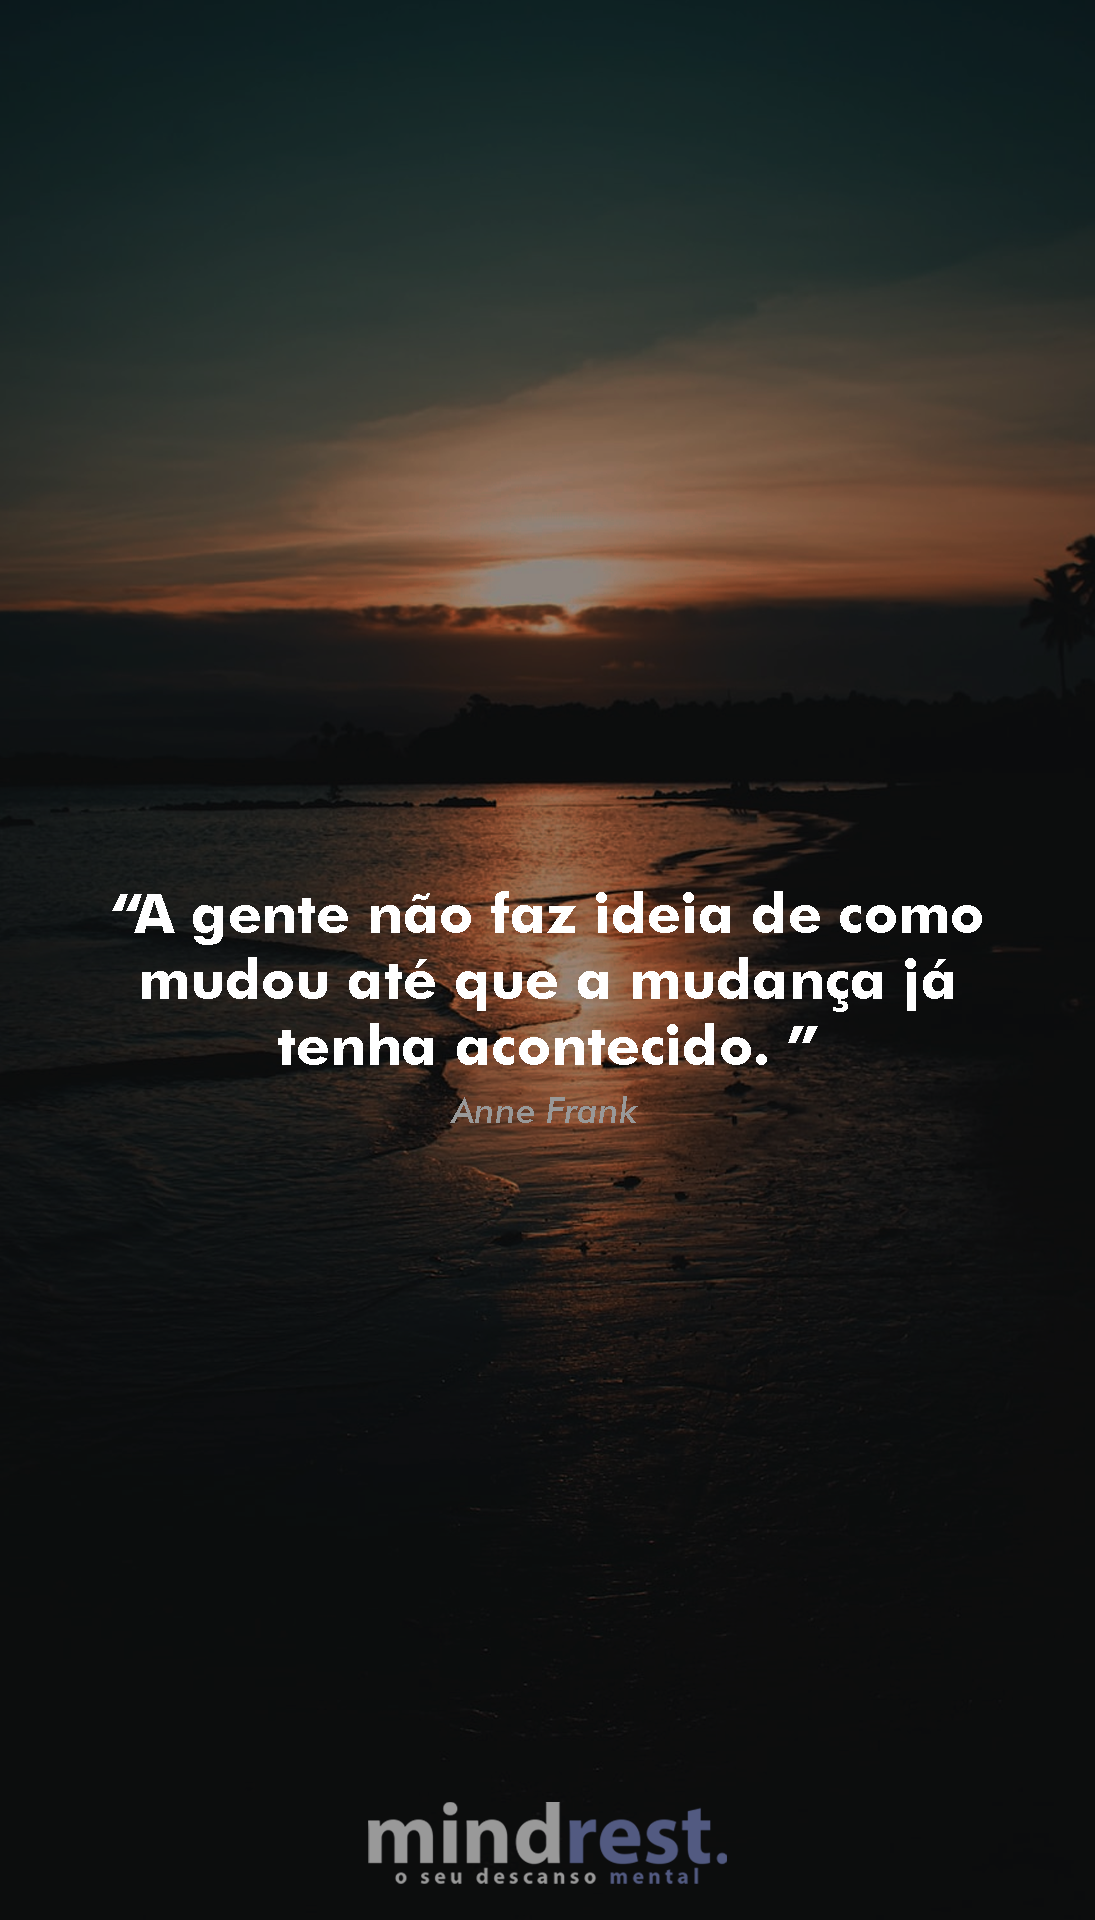 “A gente não faz ideia de como
mudou até que a mudança já
tenha acontecido. ”
Anne Frank
mindrest.
o seu descanso mental